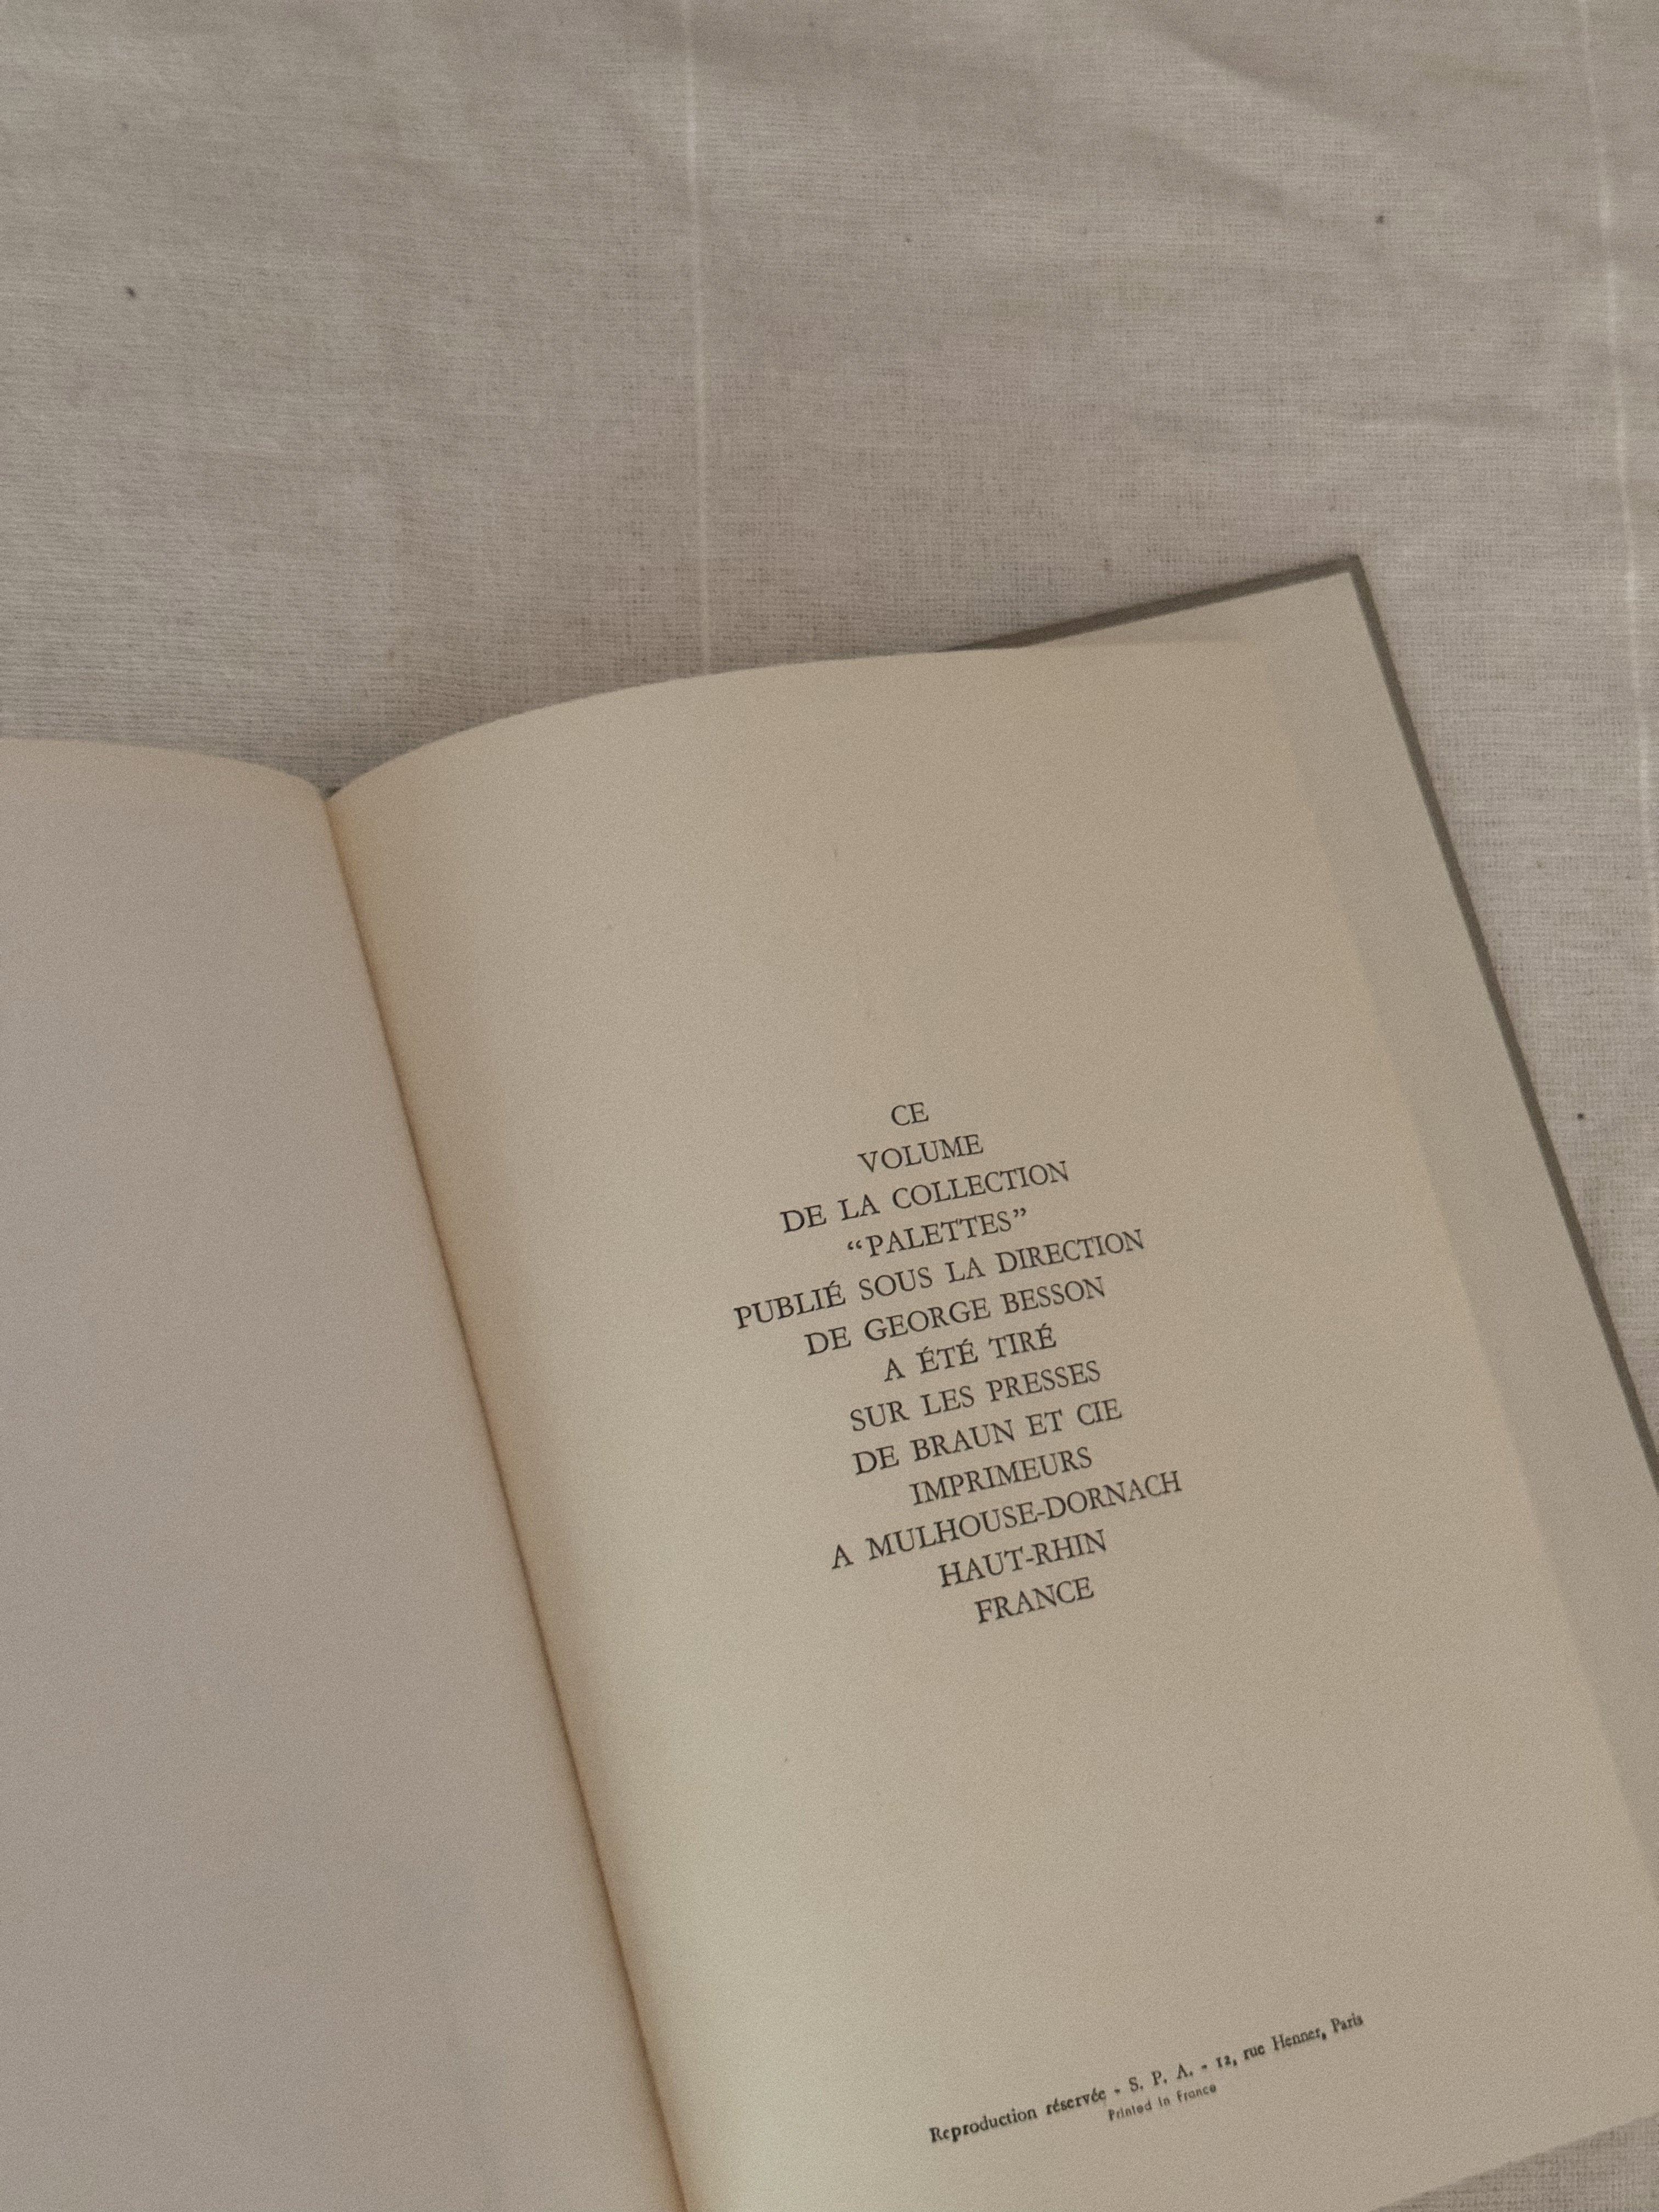 CE
VOLUME
DE LA COLLECTION
“PALETTES”
PUBLIÉ SOUS LA DIRECTION
DE GEORGE BESSON
A ÉTÉ TIRÉ
SUR LES PRESSES
DE BRAUN ET CIE
IMPRIMEURS
A MULHOUSE-DORNACH
HAUT-RHIN
FRANCE
Reproduction réservée - S. P. A. - 12, rue Henner, Paris
Printed in France